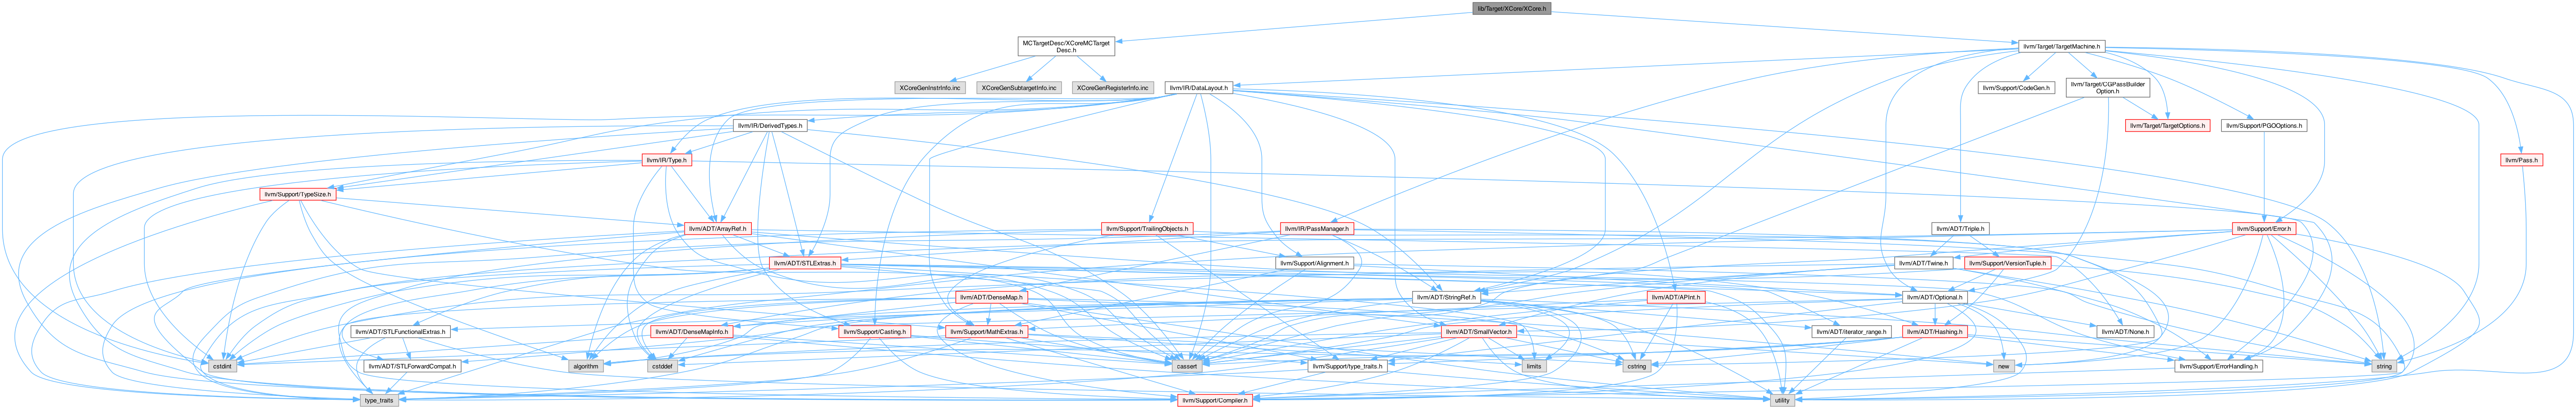 lib/Target/XCore/XCore.h
MCTargetDesc/XCoreMCTarget
Desc.h
llvm/Target/TargetMachine.h
XCoreGenInstrInfo.inc
XCoreGenSubtargetInfo.inc
XCoreGenRegisterInfo.inc
llvm/IR/DataLayout.h
llvm/Support/CodeGen.h
llvm/Target/CGPassBuilder
Option.h
llvm/IR/DerivedTypes.h
llvm/Target/TargetOptions.h
llvm/Support/PGOOptions.h
llvm/IR/Type.h
llvm/Pass.h
llvm/Support/TypeSize.h
llvm/ADT/ArrayRef.h
llvm/Support/TrailingObjects.h
llvm/IR/PassManager.h
llvm/ADT/Triple.h
llvm/Support/Error.h
llvm/ADT/STLExtras.h
llvm/Support/Alignment.h
llvm/ADT/Twine.h
llvm/Support/VersionTuple.h
llvm/ADT/DenseMap.h
llvm/ADT/StringRef.h
llvm/ADT/APInt.h
llvm/ADT/Optional.h
llvm/ADT/STLFunctionalExtras.h
llvm/ADT/DenseMapInfo.h
llvm/Support/Casting.h
llvm/Support/MathExtras.h
llvm/ADT/SmallVector.h
llvm/ADT/iterator_range.h
llvm/ADT/Hashing.h
llvm/ADT/None.h
cstdint
llvm/ADT/STLForwardCompat.h
algorithm
cstddef
cassert
llvm/Support/type_traits.h
limits
cstring
new
llvm/Support/ErrorHandling.h
string
type_traits
llvm/Support/Compiler.h
utility